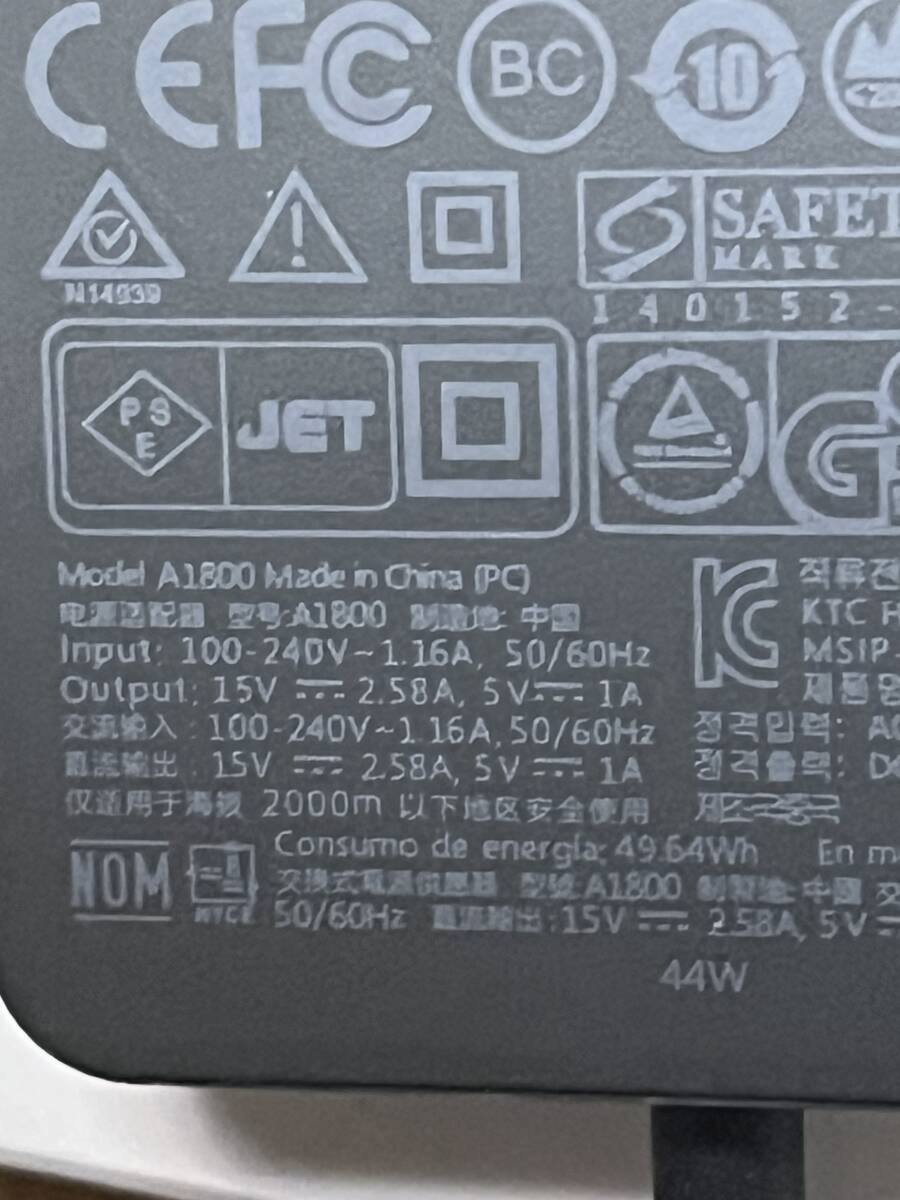 CE FC BC 10
N14939
SAFET
MARK
140152-
PSE JET
Model A1800 Made in China (PC)
电源适配器 型号:A1800 制造地: 中国
KTC H
Input: 100-240V~1.16A, 50/60Hz
MSIP-
Output: 15V 2.58A, 5V 1A
交流输入: 100-240V~1.16A,50/60Hz
정격입력: AC
直流输出: 15V 2.58A, 5V 1A
정격출력: DC
仅适用于海拔 2000m 以下地区安全使用
NOM NYCE
Consumo de energía: 49.64Wh En m
交換式電源供應器 型號:A1800 製造地:中國 交
50/60Hz 直流輸出:15V 2.58A, 5V
44W